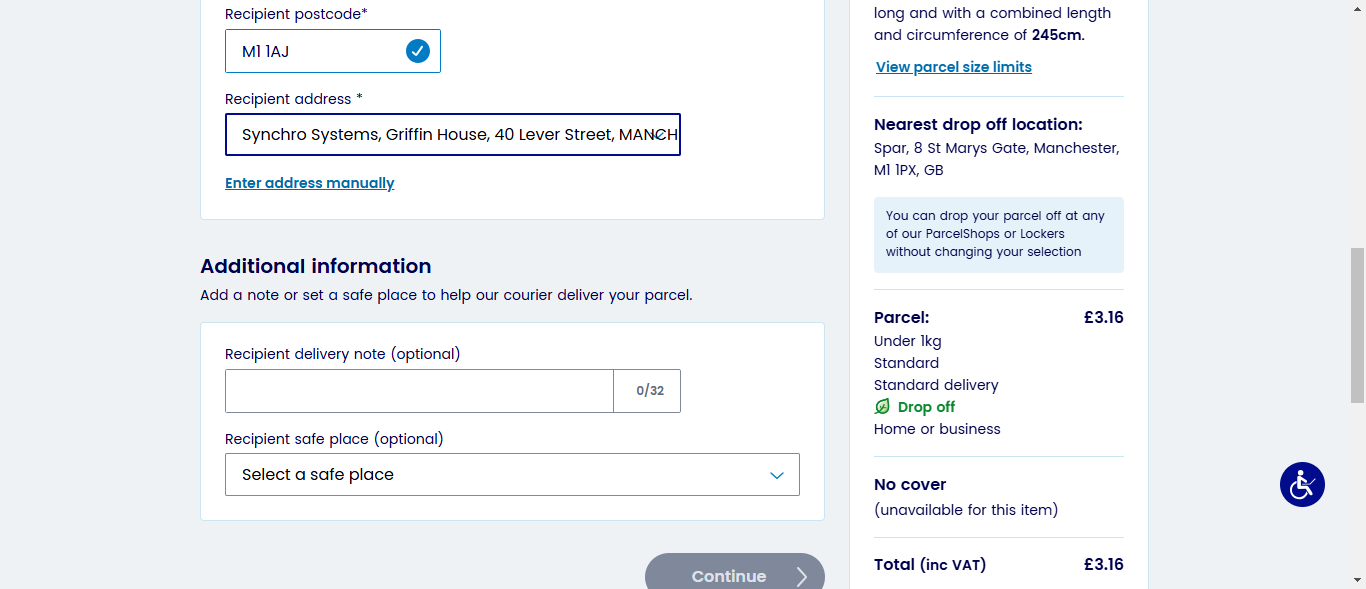 Recipient postcode*
M1 1AJ
Recipient address *
Synchro Systems, Griffin House, 40 Lever Street, MANCH
Enter address manually
Additional information
Add a note or set a safe place to help our courier deliver your parcel.
Recipient delivery note (optional)
0/32
Recipient safe place (optional)
Select a safe place
Continue
long and with a combined length
and circumference of 245cm.
View parcel size limits
Nearest drop off location:
Spar, 8 St Marys Gate, Manchester,
M1 1PX, GB
You can drop your parcel off at any
of our ParcelShops or Lockers
without changing your selection
Parcel: £3.16
Under 1kg
Standard
Standard delivery
Drop off
Home or business
No cover
(unavailable for this item)
Total (inc VAT) £3.16